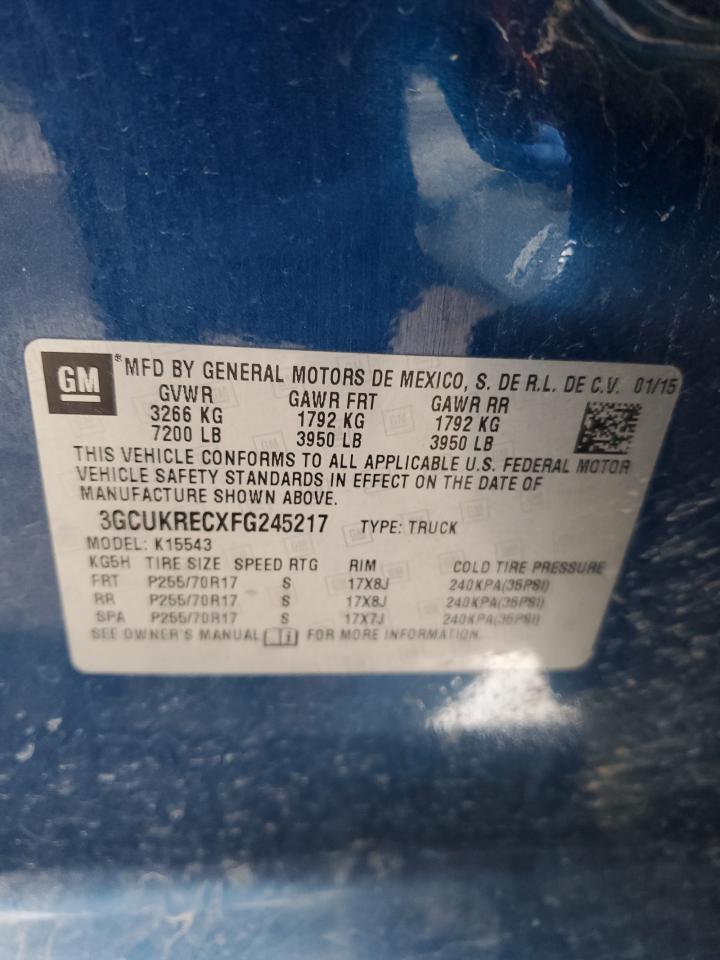 GM
® MFD BY GENERAL MOTORS DE MEXICO, S. DE R.L. DE C.V. 01/15
GVWR GAWR FRT GAWR RR
3266 KG 1792 KG 1792 KG
7200 LB 3950 LB 3950 LB
THIS VEHICLE CONFORMS TO ALL APPLICABLE U.S. FEDERAL MOTOR
VEHICLE SAFETY STANDARDS IN EFFECT ON THE DATE OF
MANUFACTURE SHOWN ABOVE.
3GCUKRECXFG245217 TYPE: TRUCK
MODEL: K15543
KG5H TIRE SIZE SPEED RTG RIM COLD TIRE PRESSURE
FRT P255/70R17 S 17X8J 240KPA(35PSI)
RR P255/70R17 S 17X8J 240KPA(35PSI)
SPA P255/70R17 S 17X7J 240KPA(35PSI)
SEE OWNER'S MANUAL FOR MORE INFORMATION.